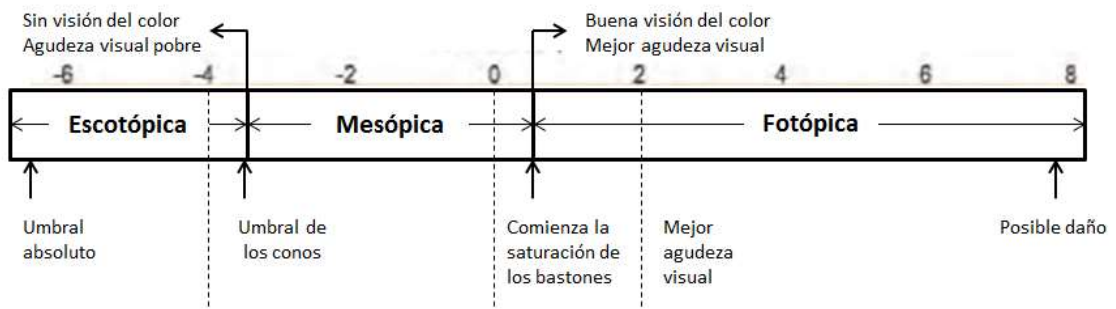 Sin visión del color
Agudeza visual pobre
Buena visión del color
Mejor agudeza visual
-6 -4 -2 0 2 4 6 8
Escotópica Mesópica Fotópica
Umbral
absoluto
Umbral de
los conos
Comienza la
saturación de
los bastones
Mejor
agudeza
visual
Posible daño